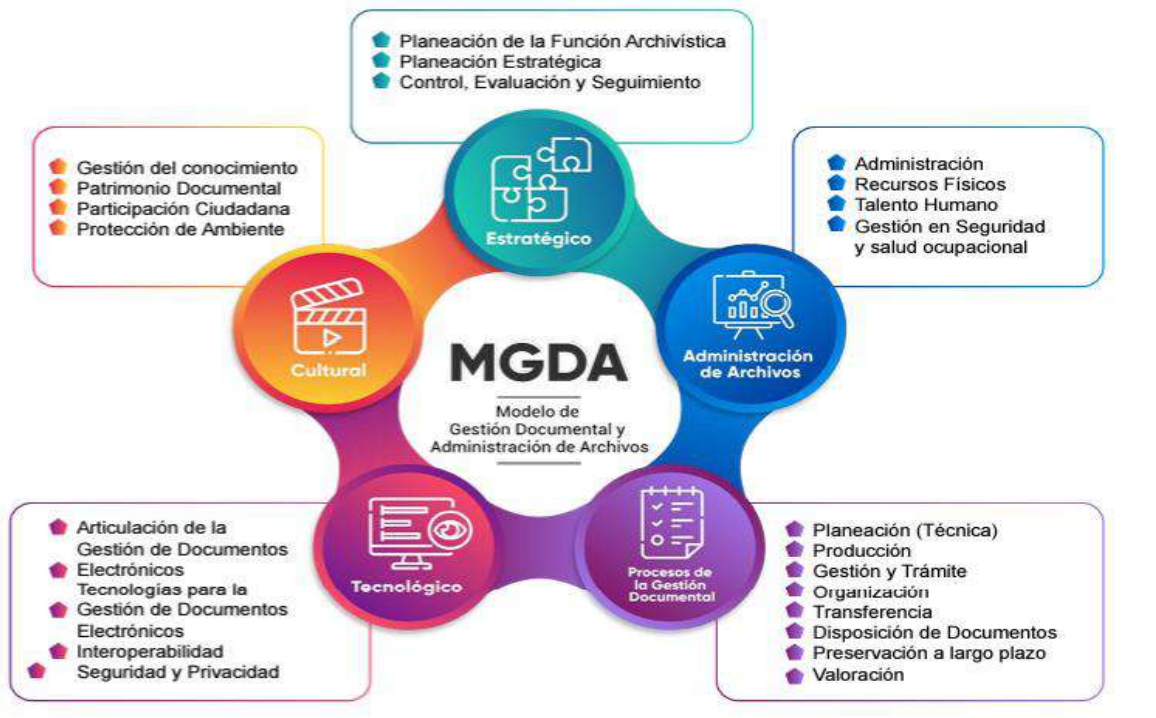 Planeación de la Función Archivística
Planeación Estratégica
Control, Evaluación y Seguimiento
Gestión del conocimiento
Patrimonio Documental
Participación Ciudadana
Protección de Ambiente
Administración
Recursos Físicos
Talento Humano
Gestión en Seguridad
y salud ocupacional
Estratégico
Cultural
Administración
de Archivos
MGDA
Modelo de
Gestión Documental y
Administración de Archivos
Tecnológico
Procesos de
la Gestión
Documental
Articulación de la
Gestión de Documentos
Electrónicos
Tecnologías para la
Gestión de Documentos
Electrónicos
Interoperabilidad
Seguridad y Privacidad
Planeación (Técnica)
Producción
Gestión y Trámite
Organización
Transferencia
Disposición de Documentos
Preservación a largo plazo
Valoración